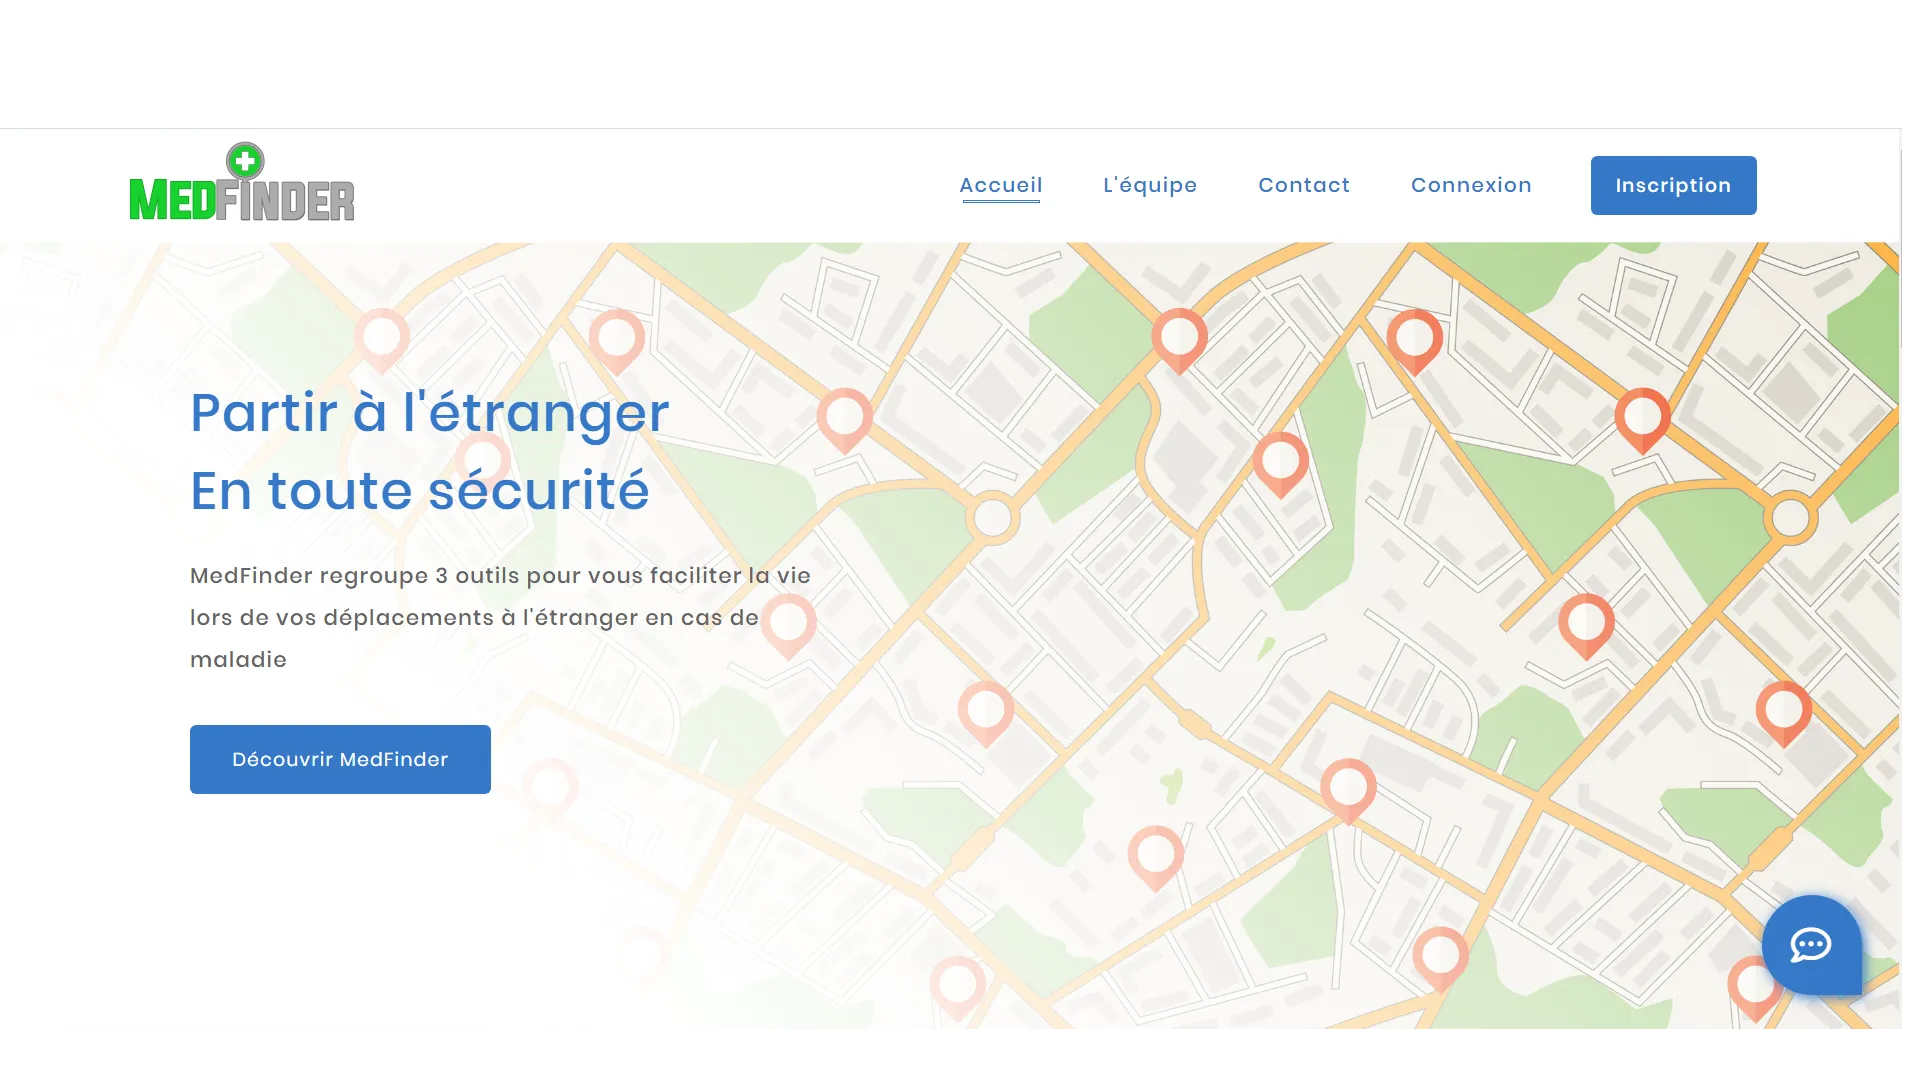 MEDFINDER
Accueil
L'équipe
Contact
Connexion
Inscription
Partir à l'étranger
En toute sécurité
MedFinder regroupe 3 outils pour vous faciliter la vie
lors de vos déplacements à l'étranger en cas de
maladie
Découvrir MedFinder